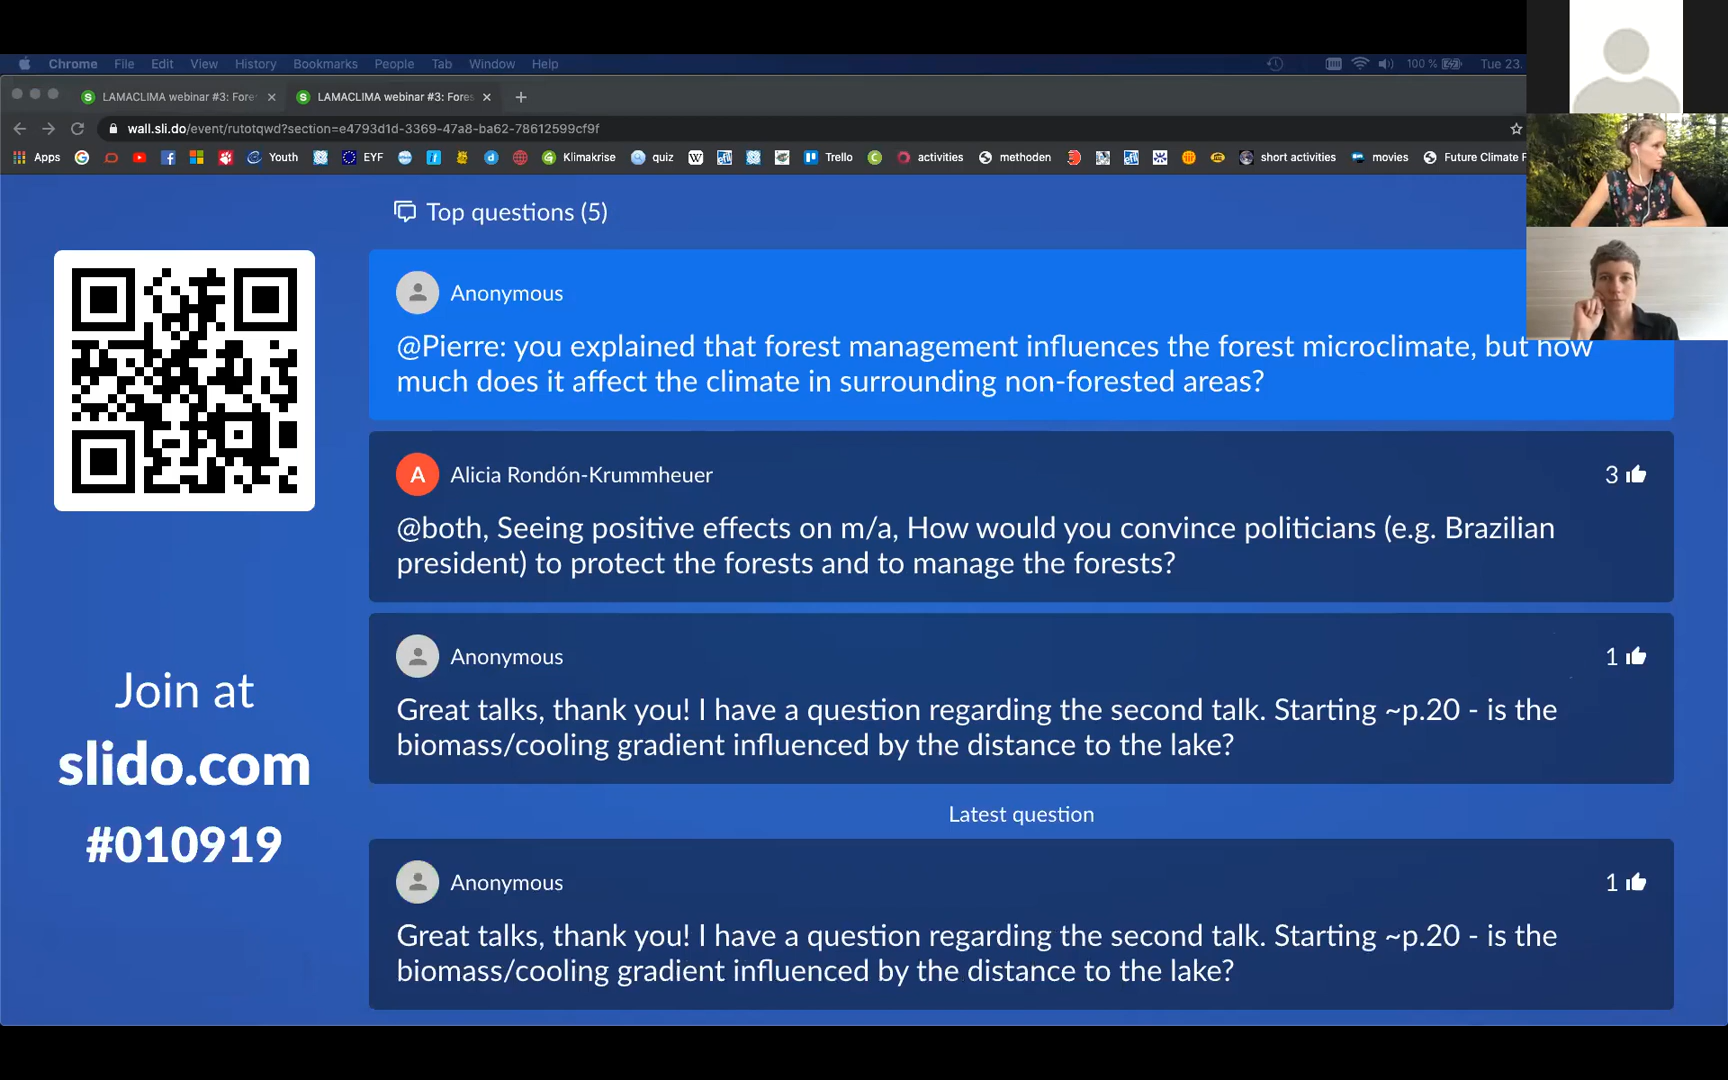 Chrome File Edit View History Bookmarks People Tab Window Help 100 % Tue 23.
LAMACLIMA webinar #3: Fores
LAMACLIMA webinar #3: Fores
wall.sli.do/event/rutotqwd?section=e4793d1d-3369-47a8-ba62-78612599cf9f
Apps Youth EYF Klimakrise quiz Trello activities methoden short activities movies Future Climate F
Top questions (5)
Anonymous
@Pierre: you explained that forest management influences the forest microclimate, but how
much does it affect the climate in surrounding non-forested areas?
A Alicia Rondón-Krummheuer 3
@both, Seeing positive effects on m/a, How would you convince politicians (e.g. Brazilian
president) to protect the forests and to manage the forests?
Anonymous 1
Great talks, thank you! I have a question regarding the second talk. Starting ~p.20 - is the
biomass/cooling gradient influenced by the distance to the lake?
Latest question
Anonymous 1
Great talks, thank you! I have a question regarding the second talk. Starting ~p.20 - is the
biomass/cooling gradient influenced by the distance to the lake?
Join at
slido.com
#010919